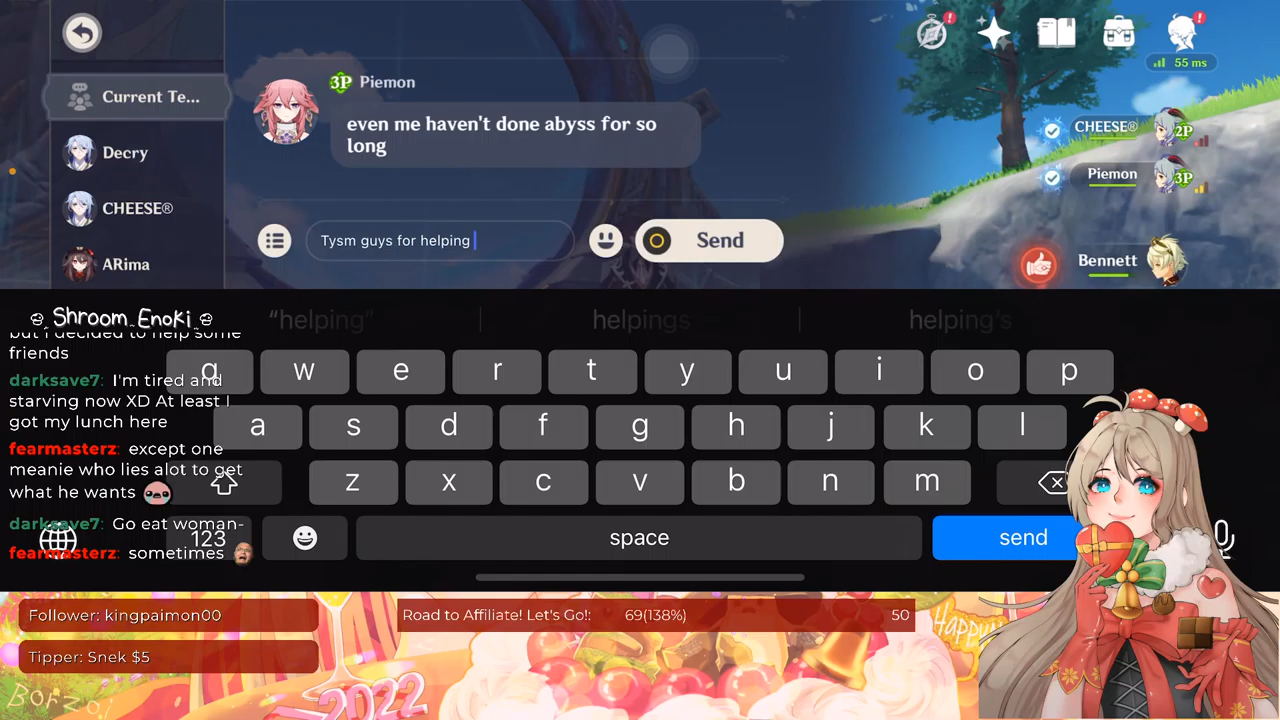 55 ms
Current Te...
3P Piemon
even me haven't done abyss for so
long
Decry
CHEESE®
ARima
Tysm guys for helping
Send
CHEESE®
2P
Piemon
3P
Bennett
Shroom_Enoki
"helping"
helpings
helping's
but i decided to help some
friends
darksave7: I'm tired and
starving now XD At least I
got my lunch here
fearmasterz: except one
meanie who lies alot to get
what he wants
darksave7: Go eat woman-
fearmasterz: sometimes
q w e r t y u i o p
a s d f g h j k l
z x c v b n m
123
space
send
Follower: kingpaimon00
Road to Affiliate! Let's Go!: 69(138%) 50
Tipper: Snek $5
Happy
2022
Borzoi